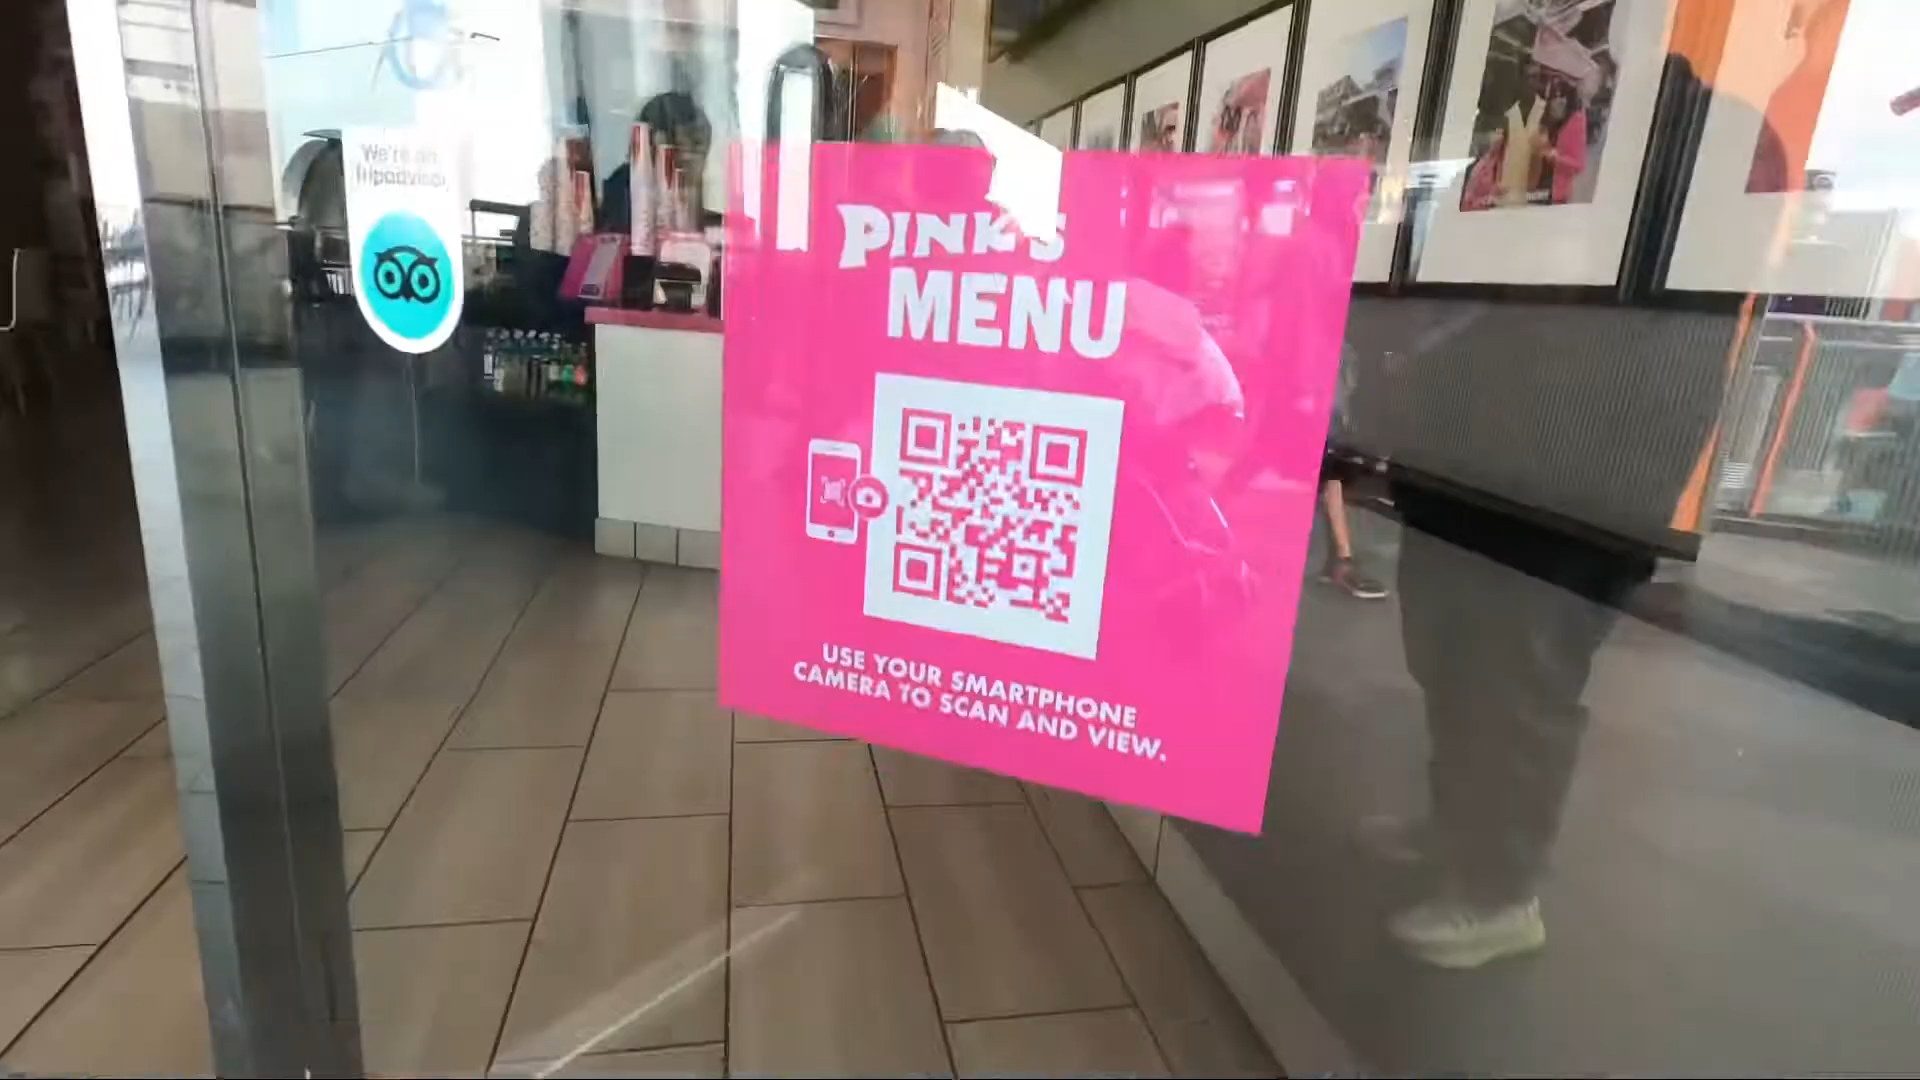 We're on
Tripadvisor
PINK'S
MENU
USE YOUR SMARTPHONE
CAMERA TO SCAN AND VIEW.